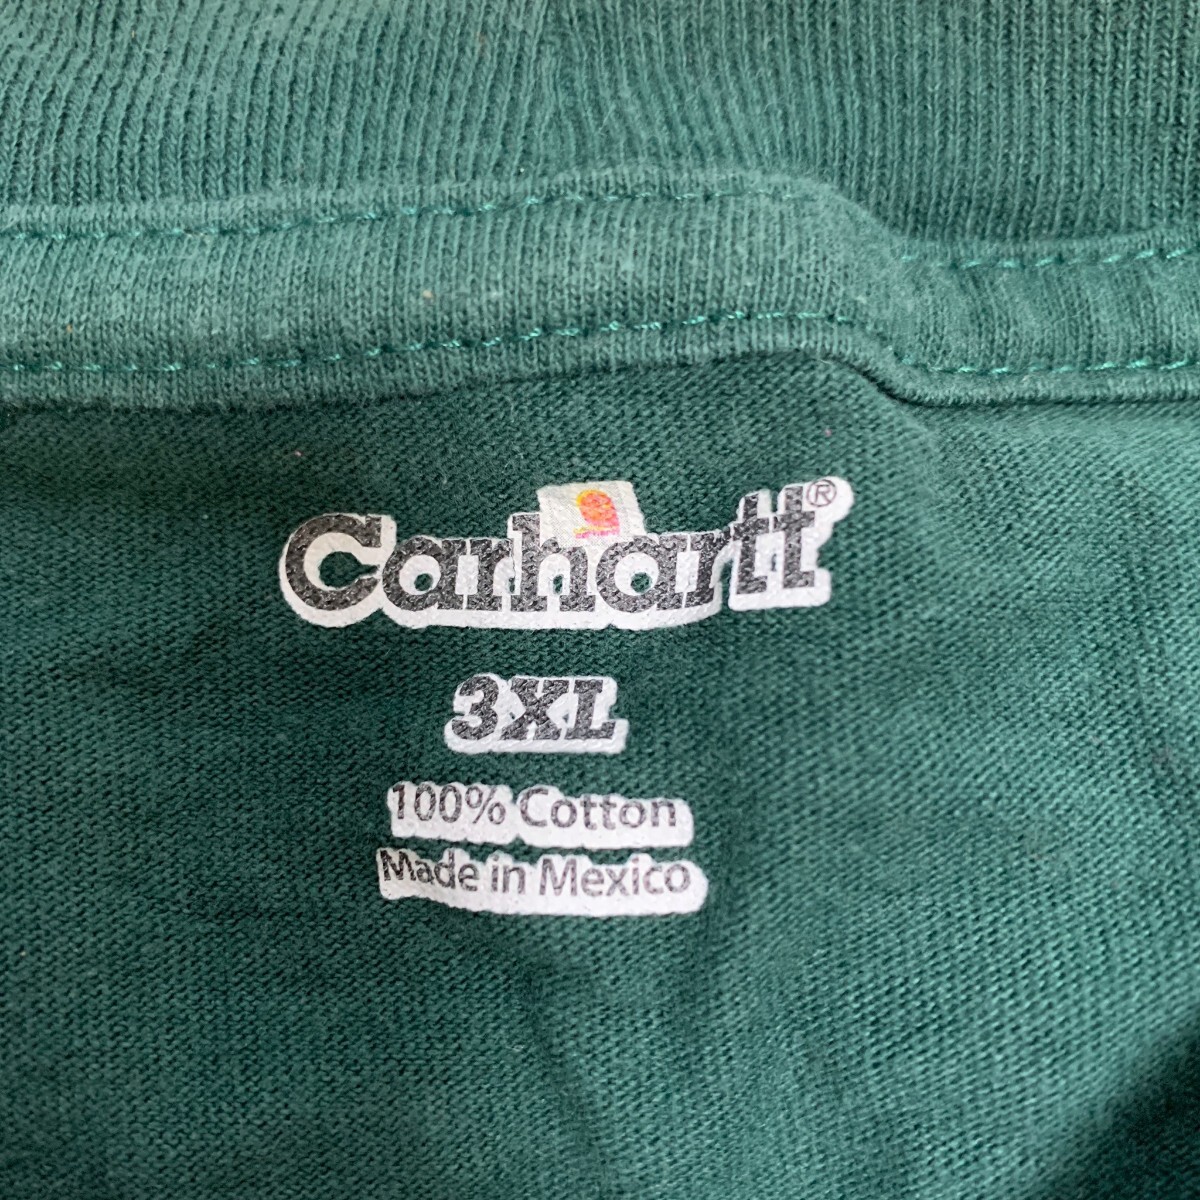 Carhartt®
3XL
100% Cotton
Made in Mexico